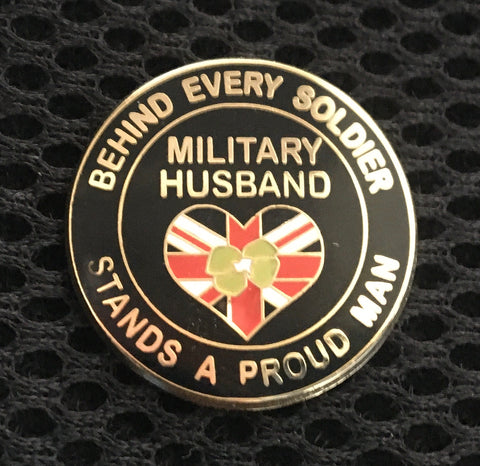 BEHIND EVERY SOLDIER
MILITARY
HUSBAND
STANDS A PROUD MAN